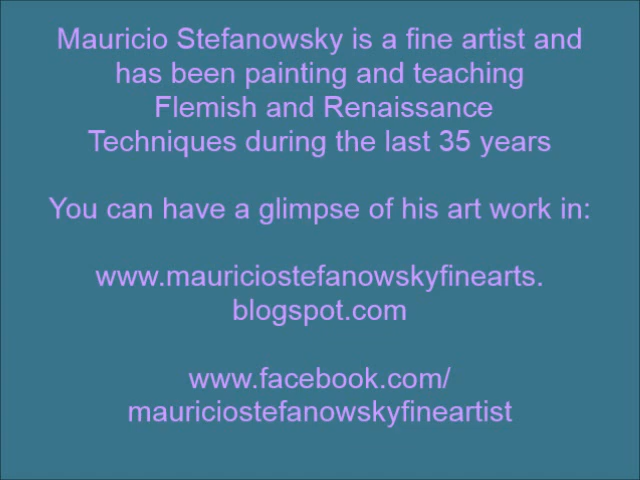 Mauricio Stefanowsky is a fine artist and
has been painting and teaching
Flemish and Renaissance
Techniques during the last 35 years
You can have a glimpse of his art work in:
www.mauriciostefanowskyfinearts.
blogspot.com
www.facebook.com/
mauriciostefanowskyfineartist